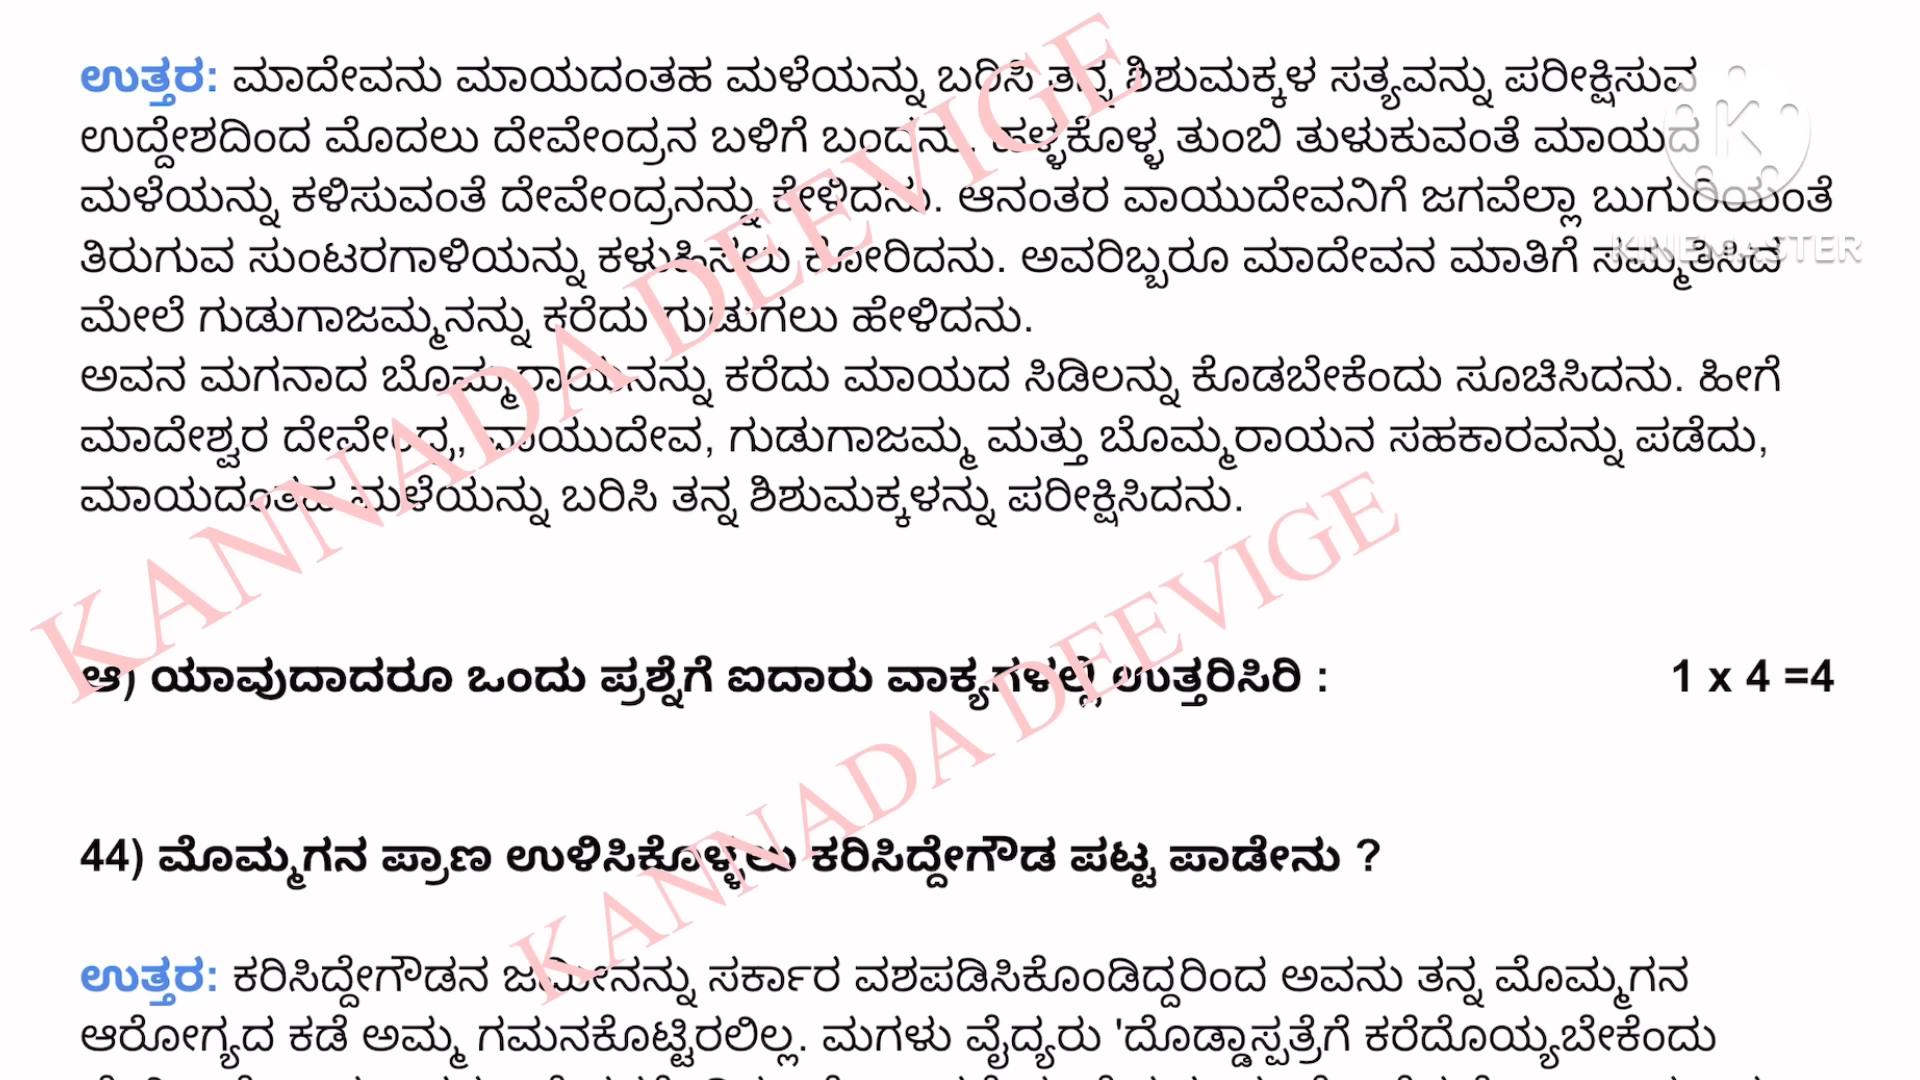 ಉತ್ತರ: ಮಾದೇವನು ಮಾಯದಂತಹ ಮಳೆಯನ್ನು ಬರಿಸಿ ತನ್ನ ಶಿಶುಮಕ್ಕಳ ಸತ್ಯವನ್ನು ಪರೀಕ್ಷಿಸುವ
ಉದ್ದೇಶದಿಂದ ಮೊದಲು ದೇವೇಂದ್ರನ ಬಳಿಗೆ ಬಂದನು. ಹಳ್ಳಕೊಳ್ಳ ತುಂಬಿ ತುಳುಕುವಂತೆ ಮಾಯದ
ಮಳೆಯನ್ನು ಕಳಿಸುವಂತೆ ದೇವೇಂದ್ರನನ್ನು ಕೇಳಿದನು. ಆನಂತರ ವಾಯುದೇವನಿಗೆ ಜಗವೆಲ್ಲಾ ಬುಗುರಿಯಂತೆ
ತಿರುಗುವ ಸುಂಟರಗಾಳಿಯನ್ನು ಕಳುಹಿಸಲು ಕೋರಿದನು. ಅವರಿಬ್ಬರೂ ಮಾದೇವನ ಮಾತಿಗೆ ಸಮ್ಮತಿಸಿದ
ಮೇಲೆ ಗುಡುಗಾಜಮ್ಮನನ್ನು ಕರೆದು ಗುಡುಗಲು ಹೇಳಿದನು.
ಅವನ ಮಗನಾದ ಬೊಮ್ಮರಾಯನನ್ನು ಕರೆದು ಮಾಯದ ಸಿಡಿಲನ್ನು ಕೊಡಬೇಕೆಂದು ಸೂಚಿಸಿದನು. ಹೀಗೆ
ಮಾದೇಶ್ವರ ದೇವೇಂದ್ರ, ವಾಯುದೇವ, ಗುಡುಗಾಜಮ್ಮ ಮತ್ತು ಬೊಮ್ಮರಾಯನ ಸಹಕಾರವನ್ನು ಪಡೆದು,
ಮಾಯದಂತಹ ಮಳೆಯನ್ನು ಬರಿಸಿ ತನ್ನ ಶಿಶುಮಕ್ಕಳನ್ನು ಪರೀಕ್ಷಿಸಿದನು.
ಆ) ಯಾವುದಾದರೂ ಒಂದು ಪ್ರಶ್ನೆಗೆ ಐದಾರು ವಾಕ್ಯಗಳಲ್ಲಿ ಉತ್ತರಿಸಿರಿ : 1 x 4 =4
44) ಮೊಮ್ಮಗನ ಪ್ರಾಣ ಉಳಿಸಿಕೊಳ್ಳಲು ಕರಿಸಿದ್ದೇಗೌಡ ಪಟ್ಟ ಪಾಡೇನು ?
ಉತ್ತರ: ಕರಿಸಿದ್ದೇಗೌಡನ ಜಮೀನನ್ನು ಸರ್ಕಾರ ವಶಪಡಿಸಿಕೊಂಡಿದ್ದರಿಂದ ಅವನು ತನ್ನ ಮೊಮ್ಮಗನ
ಆರೋಗ್ಯದ ಕಡೆ ಅಮ್ಮ ಗಮನಕೊಟ್ಟಿರಲಿಲ್ಲ. ಮಗಳು ವೈದ್ಯರು 'ದೊಡ್ಡಾಸ್ಪತ್ರೆಗೆ ಕರೆದೊಯ್ಯಬೇಕೆಂದು
KANNADA DEEVIGE
KANNADA DEEVIGE
KINEMASTER